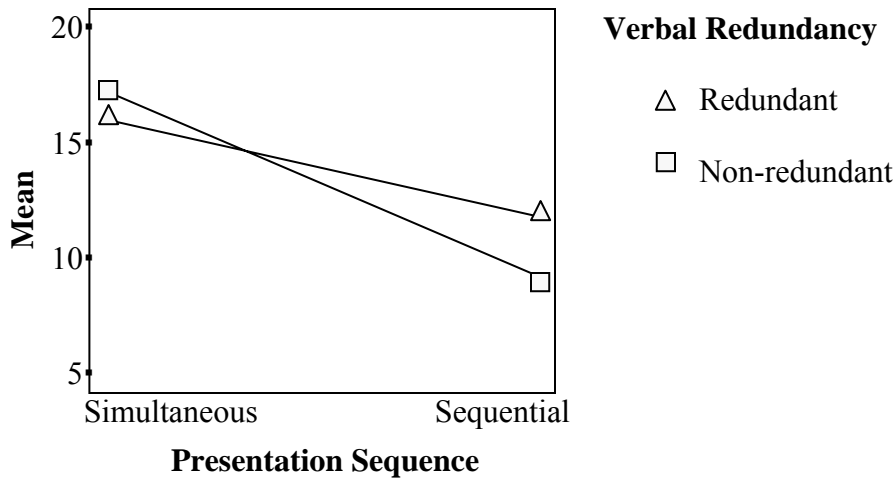 20
15
10
5
Mean
Simultaneous Sequential
Presentation Sequence
Verbal Redundancy
Redundant
Non-redundant